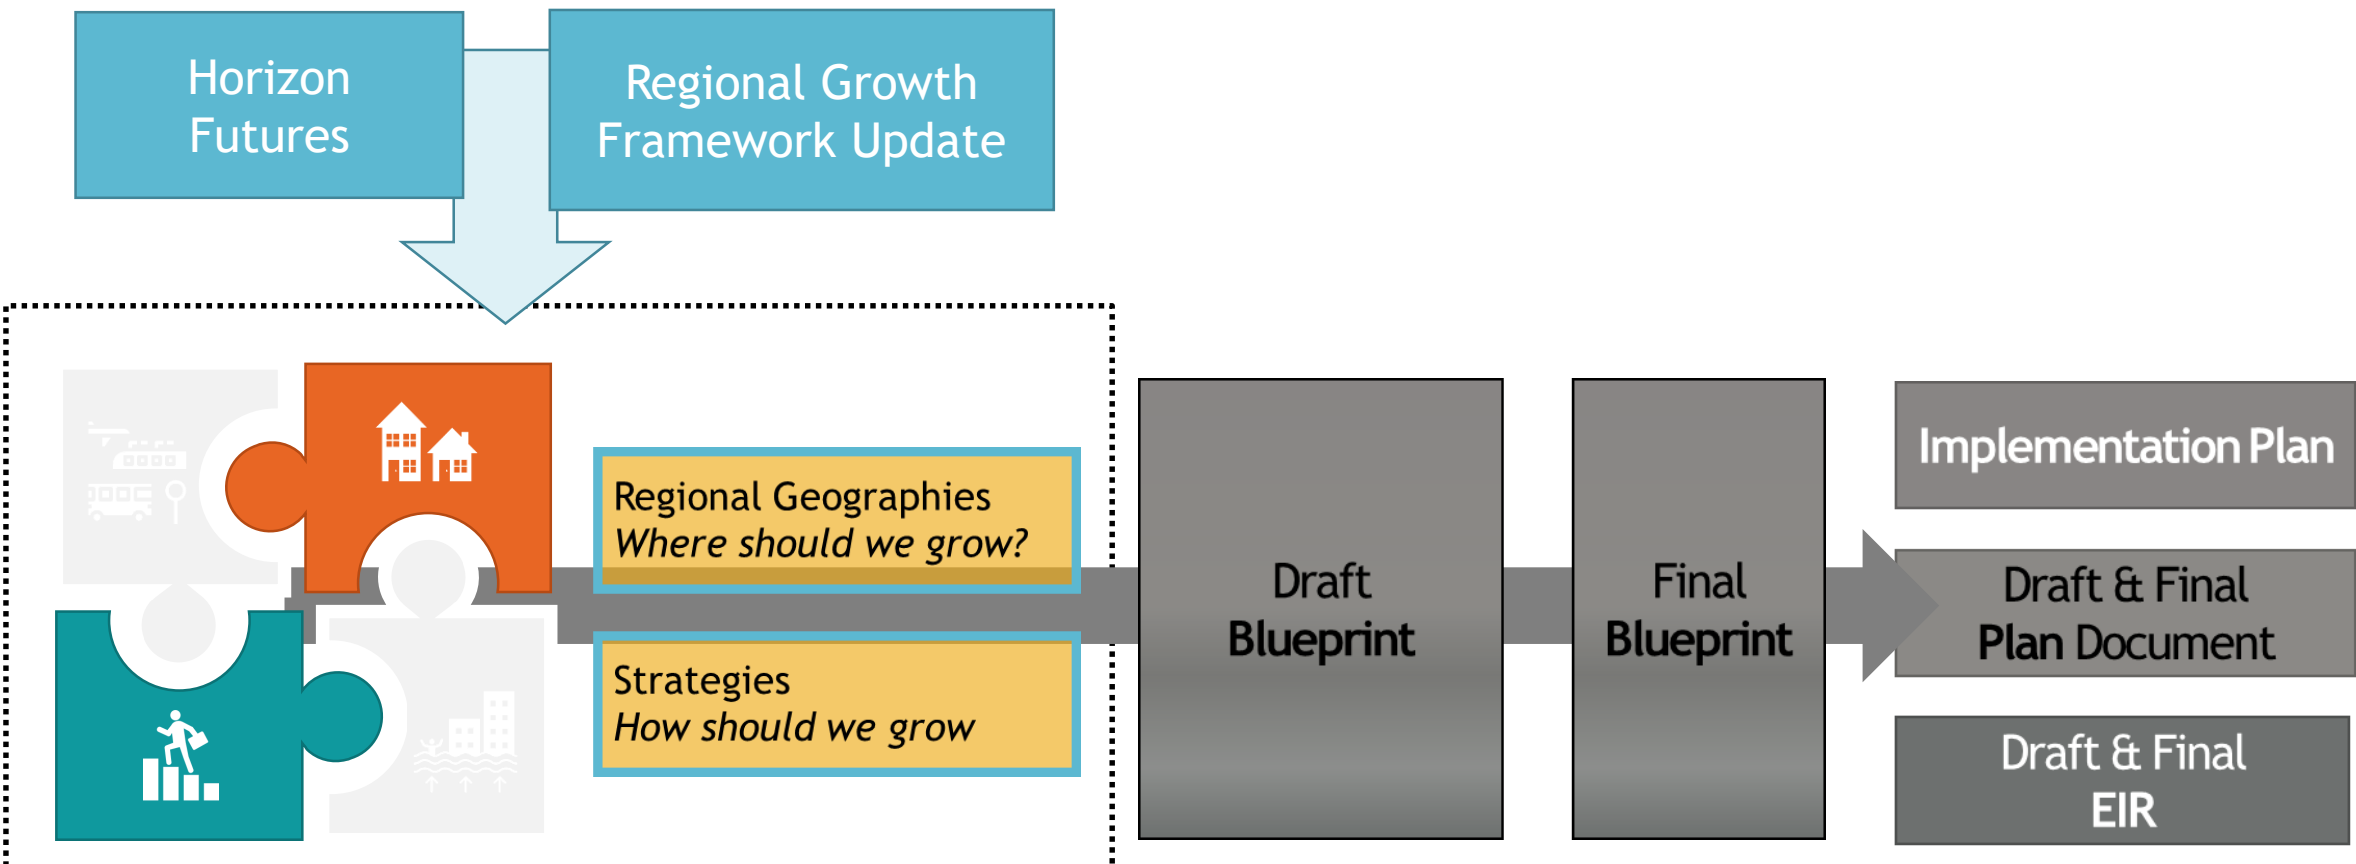 Horizon
Futures
Regional Growth
Framework Update
Regional Geographies
Where should we grow?
Strategies
How should we grow
Draft
Blueprint
Final
Blueprint
Implementation Plan
Draft & Final
Plan Document
Draft & Final
EIR